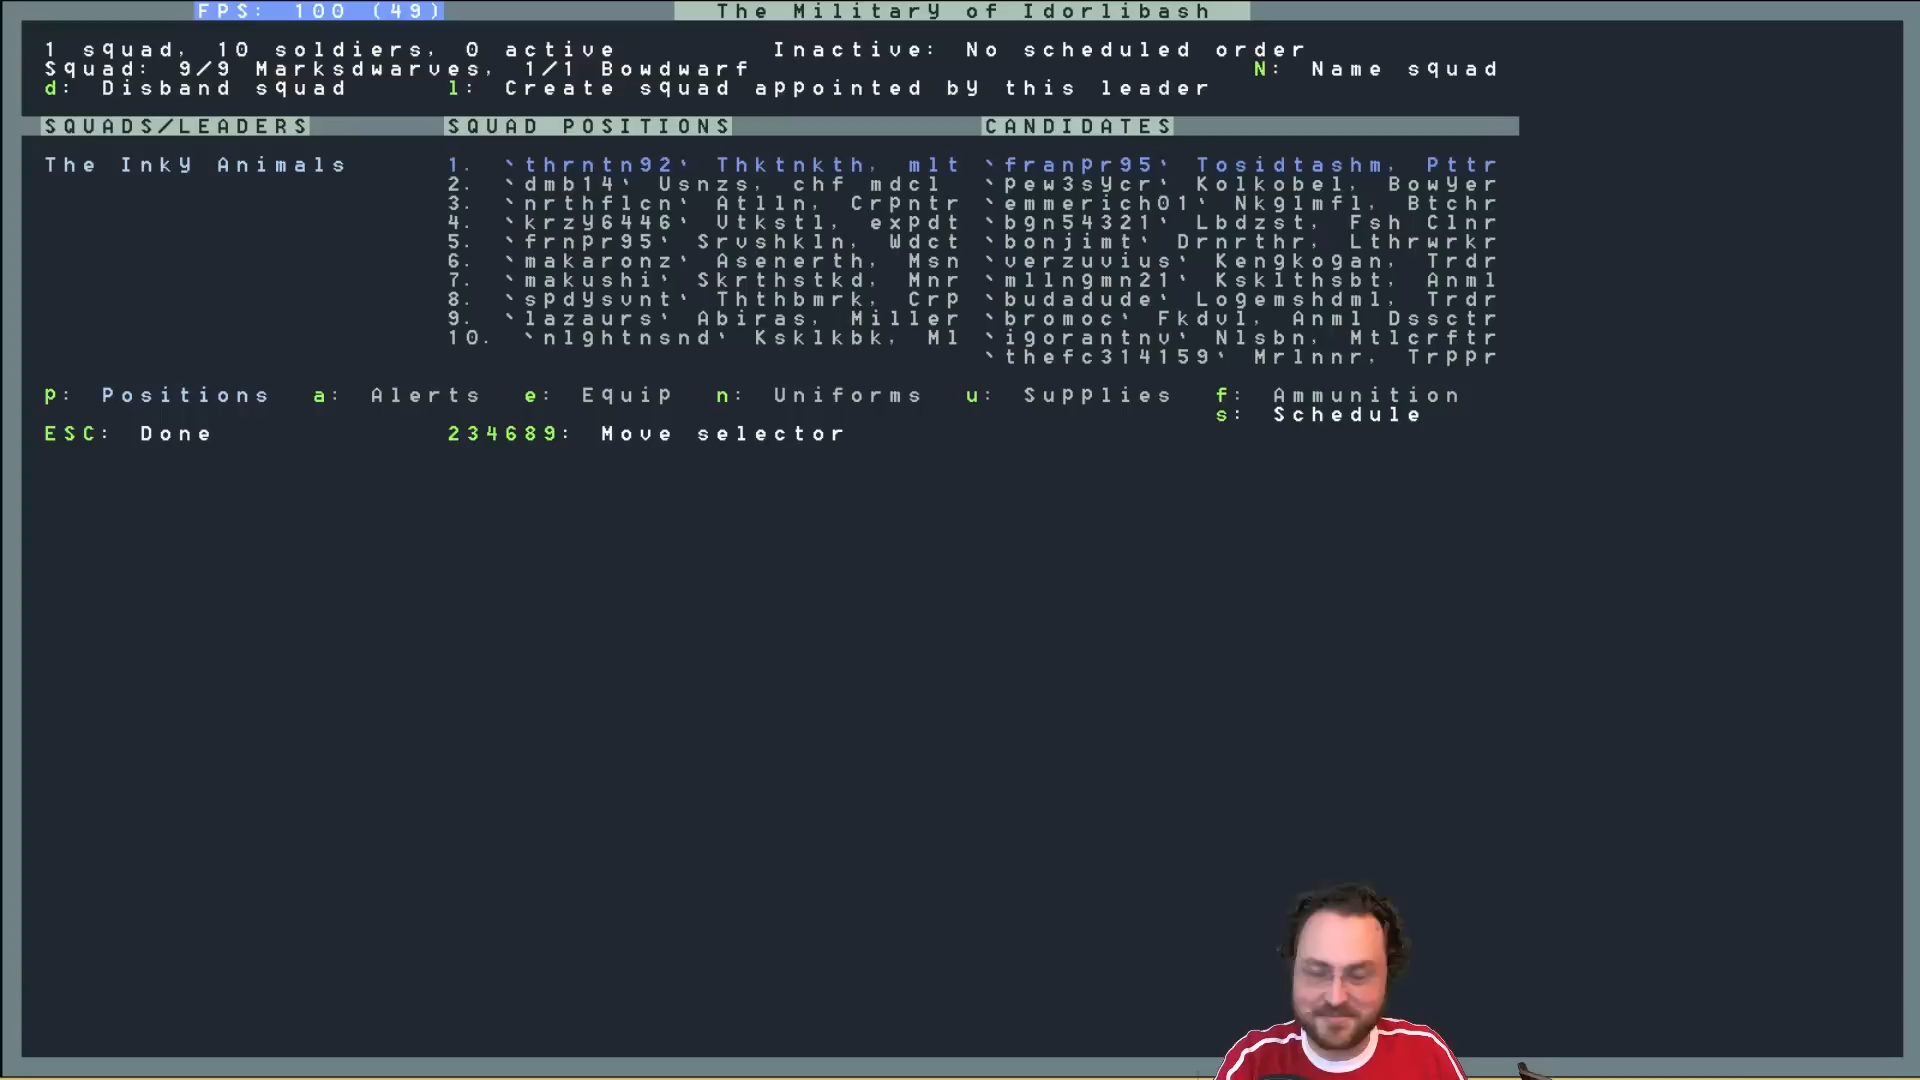 FPS: 100 (49)
The Military of Idorlibash
1 squad, 10 soldiers, 0 active
Inactive: No scheduled order
Squad: 9/9 Marksdwarves, 1/1 Bowdwarf
N: Name squad
d: Disband squad
l: Create squad appointed by this leader
SQUADS/LEADERS
SQUAD POSITIONS
CANDIDATES
The Inky Animals
1. `thrntn92' Thktnkth, mlt
2. `dmb14' Usnzs, chf mdcl
3. `nrthflcn' Atlln, Crpntr
4. `krzy6446' Vtkstl, expdt
5. `frnpr95' Srvshkln, Wdct
6. `makaronz' Asenerth, Msn
7. `makushi' Skrthstkd, Mnr
8. `spdysvnt' Ththbmrk, Crp
9. `lazaurs' Abiras, Miller
10. `nlghtnsnd' Ksklkbk, Ml
`franpr95' Tosidtashm, Pttr
`pew3sycr' Kolkobel, Bowyer
`emmerich01' Nkglmfl, Btchr
`bgn54321' Lbdzst, Fsh Clnr
`bonjimt' Drnrthr, Lthrwrkr
`verzuvius' Kengkogan, Trdr
`mllngmn21' Ksklthsbt, Anml
`budadude' Logemshdml, Trdr
`bromoc' Fkdvl, Anml Dssctr
`igorantnv' Nlsbn, Mtlcrftr
`thefc314159' Mrlnnr, Trppr
p: Positions a: Alerts e: Equip n: Uniforms u: Supplies f: Ammunition
s: Schedule
ESC: Done
234689: Move selector